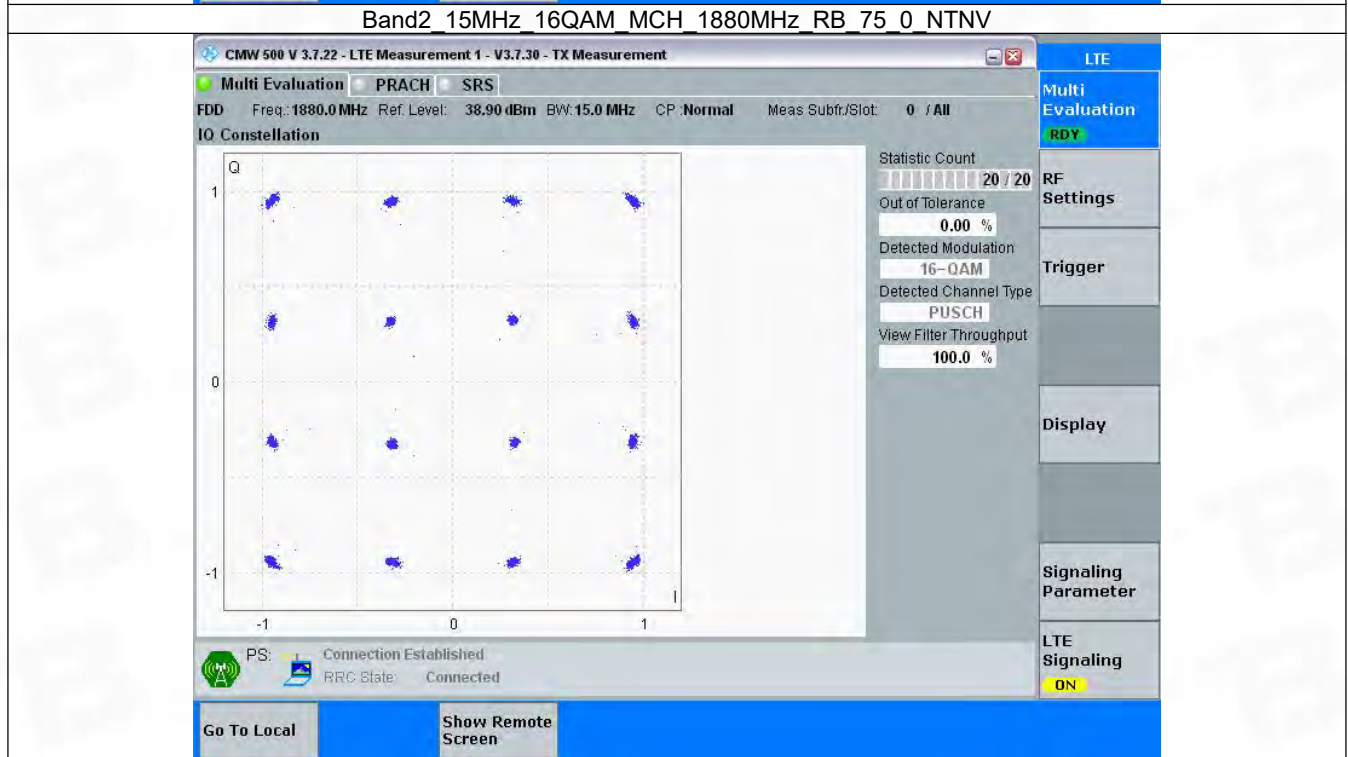 Band2_15MHz_16QAM_MCH_1880MHz_RB_75_0_NTNV
CMW 500 V 3.7.22 - LTE Measurement 1 - V3.7.30 - TX Measurement
LTE
Multi Evaluation PRACH SRS
Multi
Evaluation
RDY
FDD Freq.: 1880.0 MHz Ref. Level: 38.90 dBm BW: 15.0 MHz CP :Normal Meas Subfr./Slot: 0 / All
IQ Constellation
Q
1
0
-1
I
-1 0 1
Statistic Count
20 / 20
Out of Tolerance
0.00 %
Detected Modulation
16-QAM
Detected Channel Type
PUSCH
View Filter Throughput
100.0 %
RF
Settings
Trigger
Display
Signaling
Parameter
LTE
Signaling
ON
PS: Connection Established
RRC State: Connected
Go To Local
Show Remote
Screen